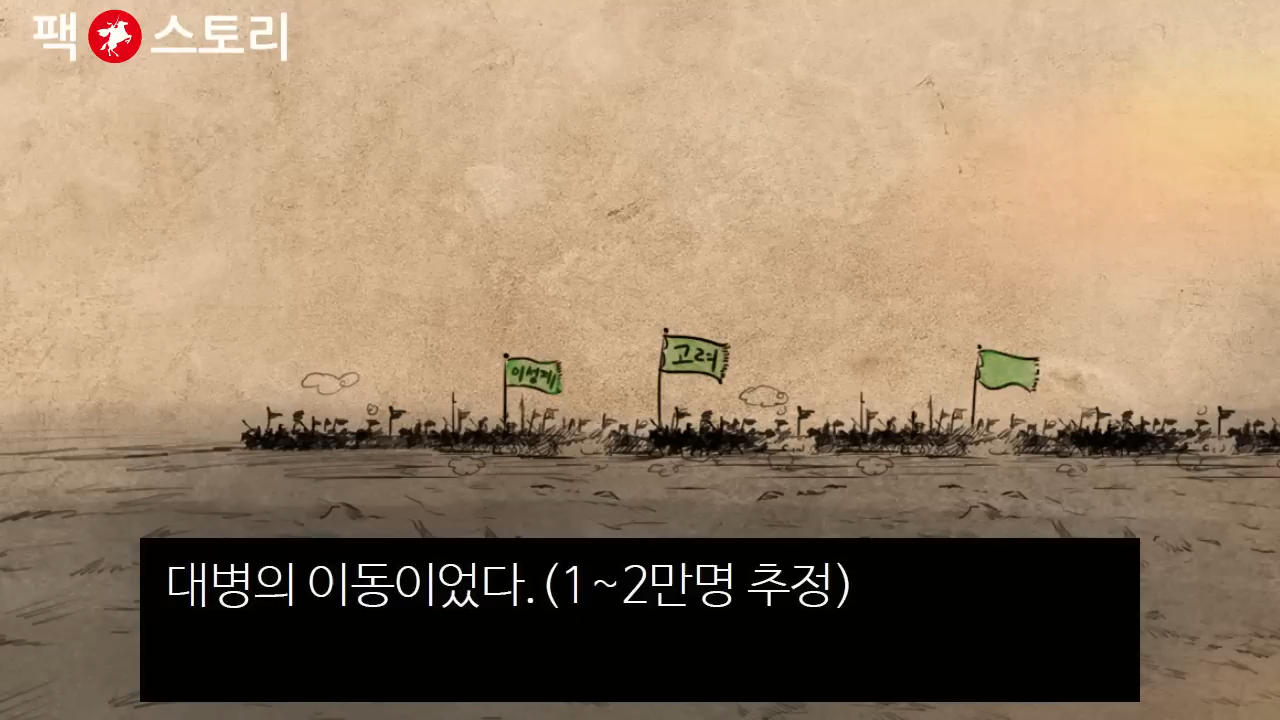 팩 스토리
고려
이성계
대병의 이동이었다. (1~2만명 추정)